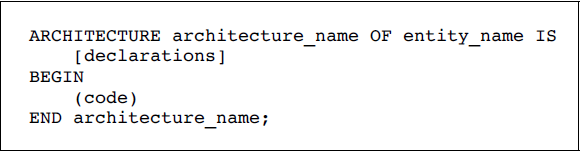 ARCHITECTURE architecture_name OF entity_name IS
[declarations]
BEGIN
(code)
END architecture_name;